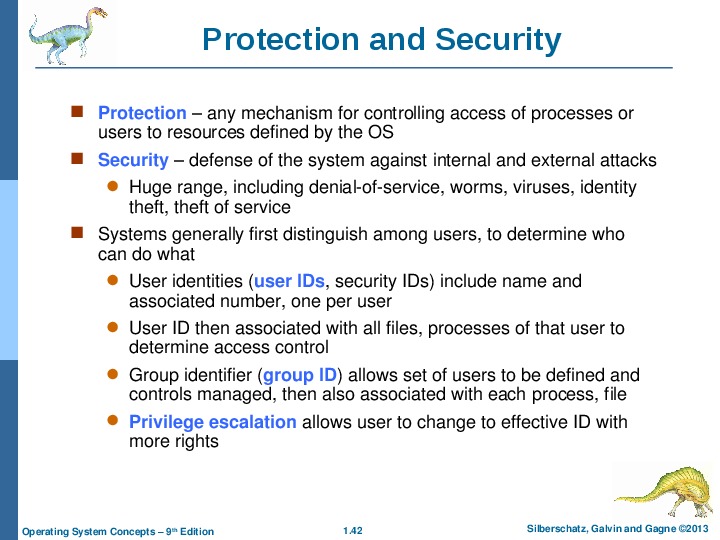 Protection and Security
Protection – any mechanism for controlling access of processes or
users to resources defined by the OS
Security – defense of the system against internal and external attacks
Huge range, including denial-of-service, worms, viruses, identity
theft, theft of service
Systems generally first distinguish among users, to determine who
can do what
User identities (user IDs, security IDs) include name and
associated number, one per user
User ID then associated with all files, processes of that user to
determine access control
Group identifier (group ID) allows set of users to be defined and
controls managed, then also associated with each process, file
Privilege escalation allows user to change to effective ID with
more rights
Operating System Concepts – 9th Edition
1.42
Silberschatz, Galvin and Gagne ©2013